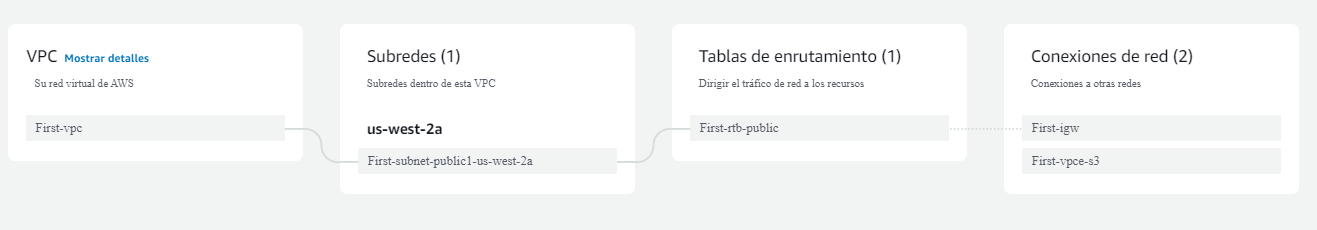 VPC Mostrar detalles
Su red virtual de AWS
First-vpc
Subredes (1)
Subredes dentro de esta VPC
us-west-2a
First-subnet-public1-us-west-2a
Tablas de enrutamiento (1)
Dirigir el tráfico de red a los recursos
First-rtb-public
Conexiones de red (2)
Conexiones a otras redes
First-igw
First-vpce-s3